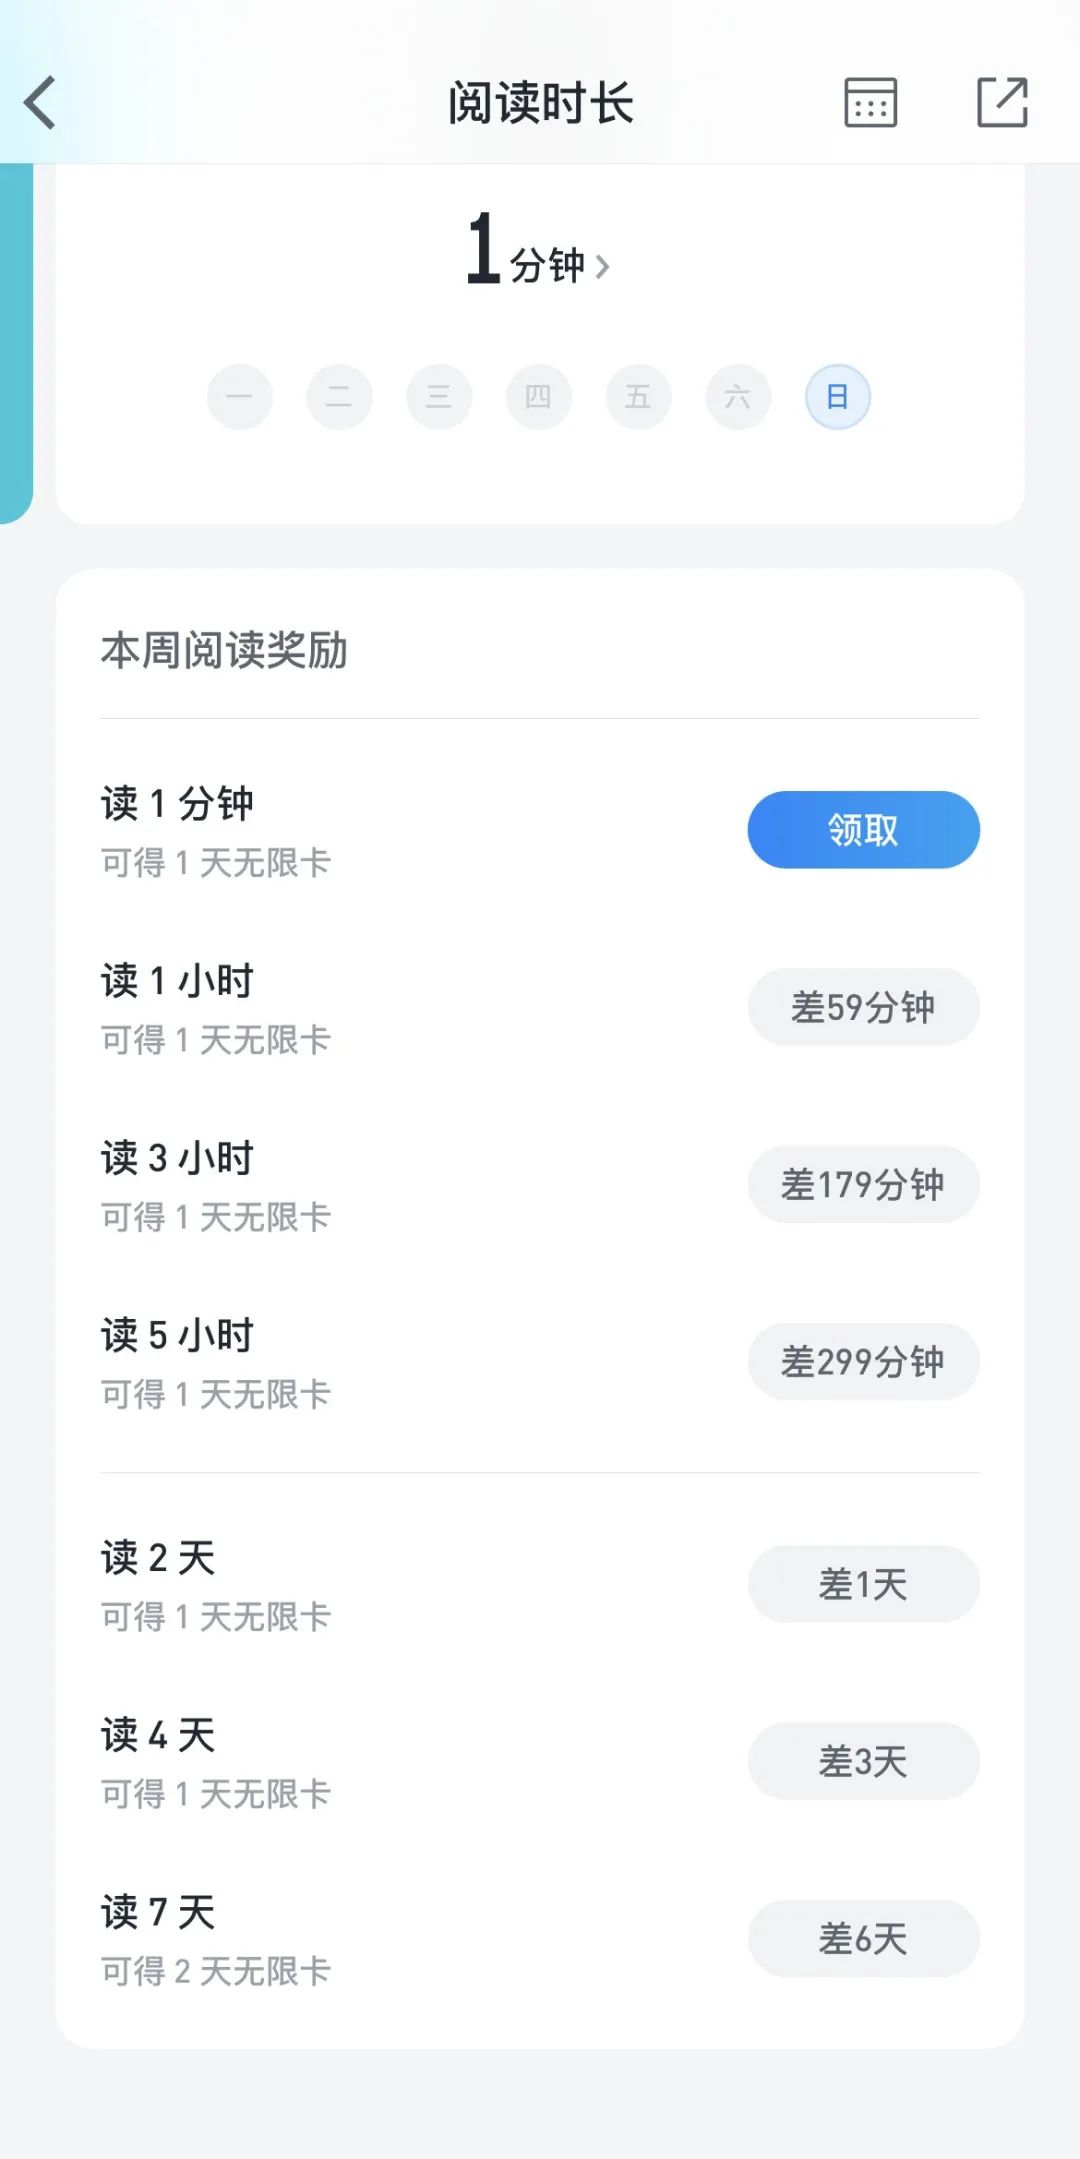 阅读时长
1分钟
一 二 三 四 五 六 日
本周阅读奖励
读 1 分钟
可得 1 天无限卡
领取
读 1 小时
可得 1 天无限卡
差59分钟
读 3 小时
可得 1 天无限卡
差179分钟
读 5 小时
可得 1 天无限卡
差299分钟
读 2 天
可得 1 天无限卡
差1天
读 4 天
可得 1 天无限卡
差3天
读 7 天
可得 2 天无限卡
差6天